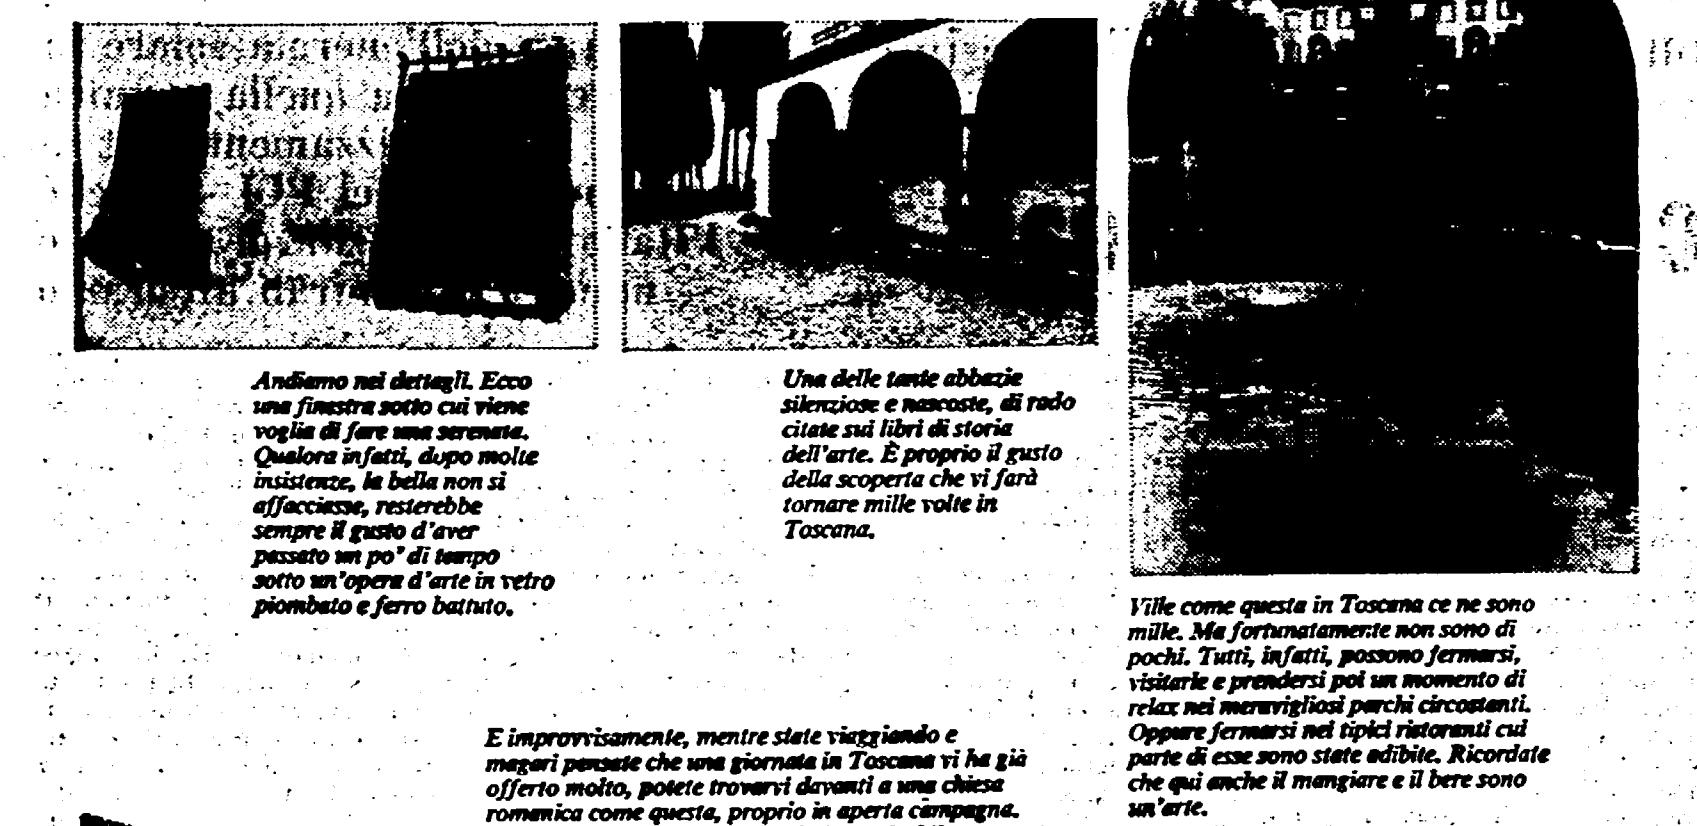 Andiamo nei dettagli. Ecco
una finestra sotto cui viene
voglia di fare una serenata.
Qualora infatti, dopo molte
insistenze, la bella non si
affacciasse, resterebbe
sempre il gusto d'aver
passato un po' di tempo
sotto un'opera d'arte in vetro
piombato e ferro battuto.
Una delle tante abbazie
silenziose e nascoste, di rado
citate sui libri di storia
dell'arte. È proprio il gusto
della scoperta che vi farà
tornare mille volte in
Toscana.
Ville come questa in Toscana ce ne sono
mille. Ma fortunatamente non sono di
pochi. Tutti, infatti, possono fermarsi,
visitarle e prendersi poi un momento di
relax nei meravigliosi parchi circostanti.
Oppure fermarsi nei tipici ristoranti cui
parte di esse sono state adibite. Ricordate
che qui anche il mangiare e il bere sono
un'arte.
E improvvisamente, mentre state viaggiando e
magari pensate che una giornata in Toscana vi ha già
offerto molto, potete trovarvi davanti a una chiesa
romanica come questa, proprio in aperta campagna.